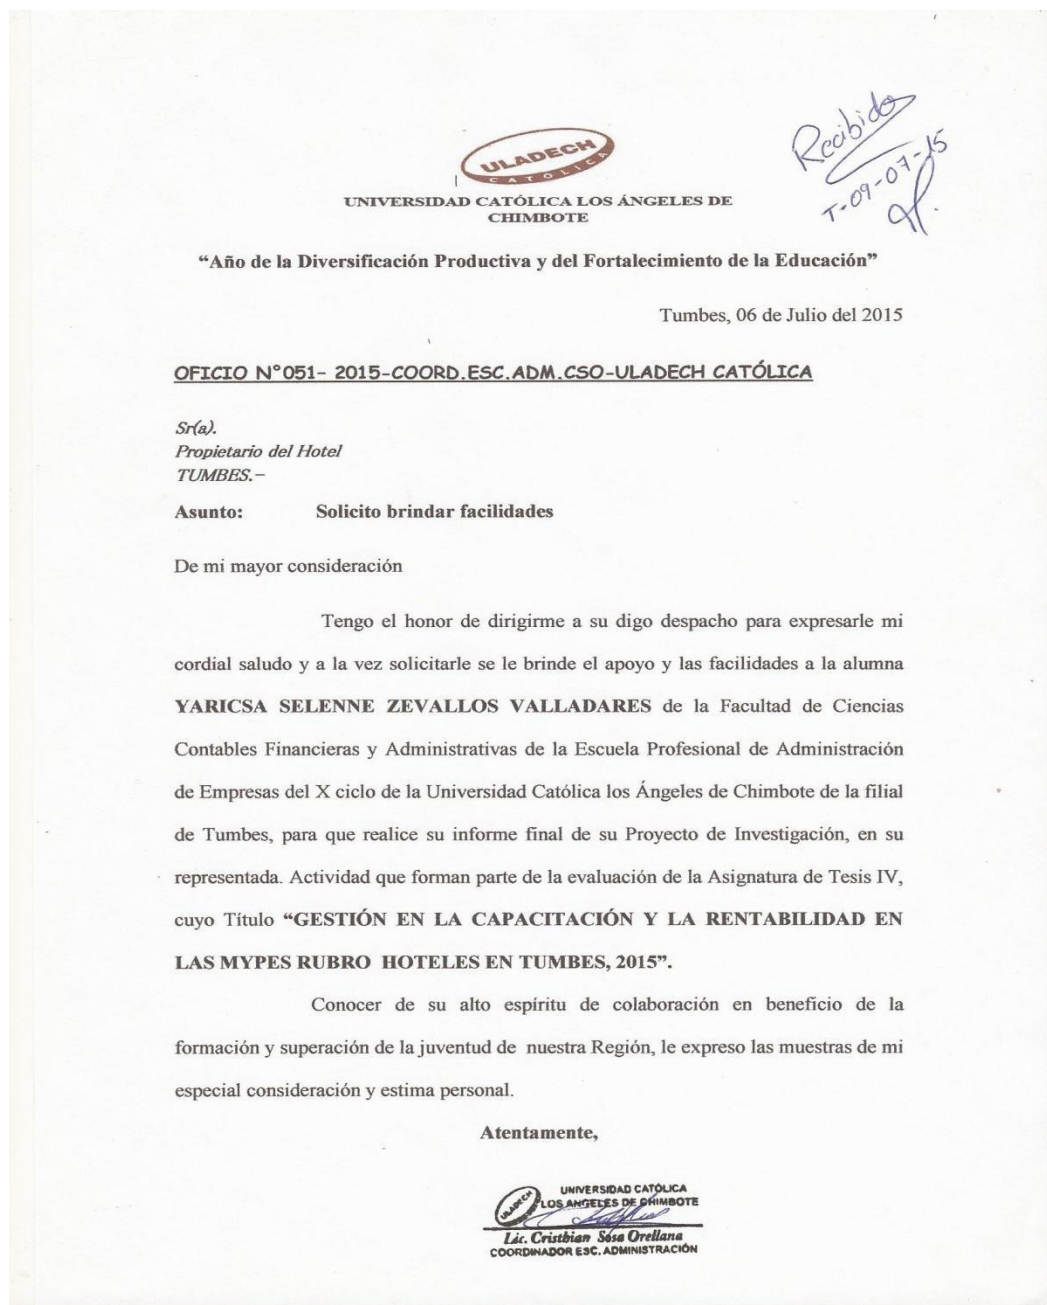 Recibido
T-09-07-15
ULADECH
CATOLICA
UNIVERSIDAD CATÓLICA LOS ÁNGELES DE
CHIMBOTE
“Año de la Diversificación Productiva y del Fortalecimiento de la Educación”
Tumbes, 06 de Julio del 2015
OFICIO N°051- 2015-COORD.ESC.ADM.CSO-ULADECH CATÓLICA
Sr(a).
Propietario del Hotel
TUMBES.–
Asunto: Solicito brindar facilidades
De mi mayor consideración
Tengo el honor de dirigirme a su digo despacho para expresarle mi
cordial saludo y a la vez solicitarle se le brinde el apoyo y las facilidades a la alumna
YARICSA SELENNE ZEVALLOS VALLADARES de la Facultad de Ciencias
Contables Financieras y Administrativas de la Escuela Profesional de Administración
de Empresas del X ciclo de la Universidad Católica los Ángeles de Chimbote de la filial
de Tumbes, para que realice su informe final de su Proyecto de Investigación, en su
representada. Actividad que forman parte de la evaluación de la Asignatura de Tesis IV,
cuyo Título “GESTIÓN EN LA CAPACITACIÓN Y LA RENTABILIDAD EN
LAS MYPES RUBRO HOTELES EN TUMBES, 2015”.
Conocer de su alto espíritu de colaboración en beneficio de la
formación y superación de la juventud de nuestra Región, le expreso las muestras de mi
especial consideración y estima personal.
Atentamente,
ULADECH
UNIVERSIDAD CATÓLICA
LOS ANGELES DE CHIMBOTE
Lic. Cristhian Sosa Orellana
COORDINADOR ESC. ADMINISTRACIÓN